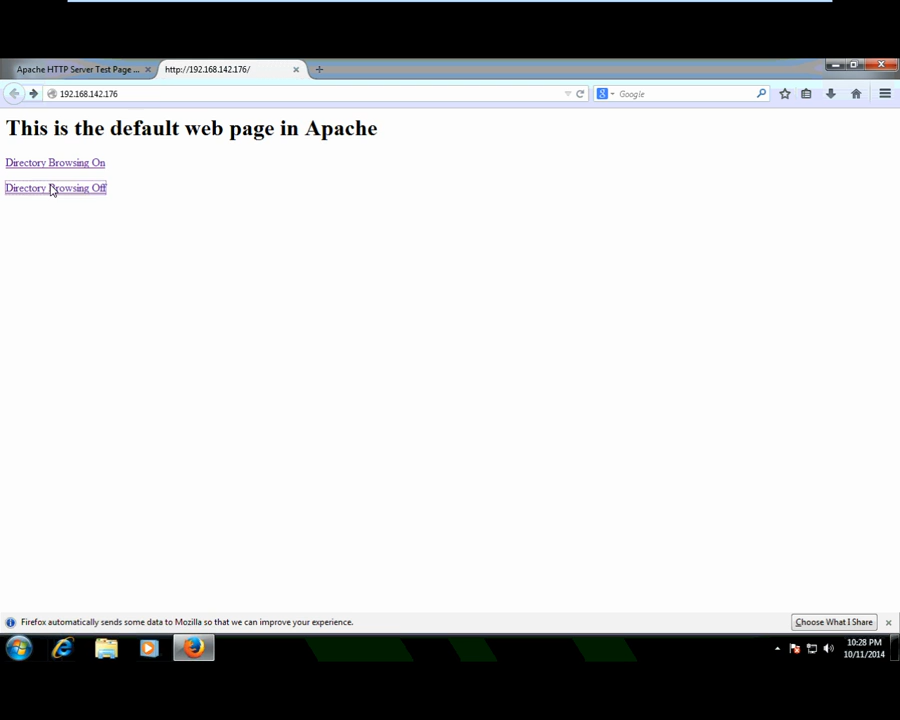 Apache HTTP Server Test Page ...
http://192.168.142.176/
192.168.142.176
Google
This is the default web page in Apache
Directory Browsing On
Directory Browsing Off
Firefox automatically sends some data to Mozilla so that we can improve your experience.
Choose What I Share
10:28 PM
10/11/2014